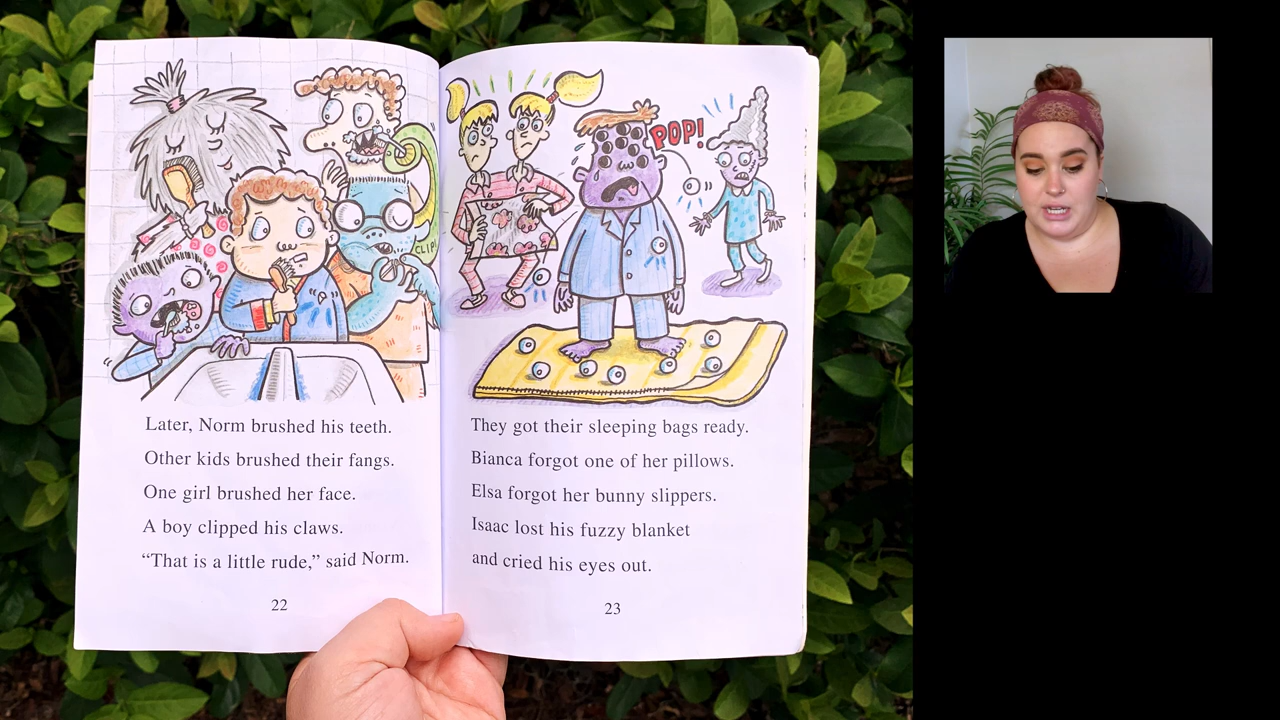 CLIP!
Later, Norm brushed his teeth.
Other kids brushed their fangs.
One girl brushed her face.
A boy clipped his claws.
“That is a little rude,” said Norm.
22
POP!
They got their sleeping bags ready.
Bianca forgot one of her pillows.
Elsa forgot her bunny slippers.
Isaac lost his fuzzy blanket
and cried his eyes out.
23